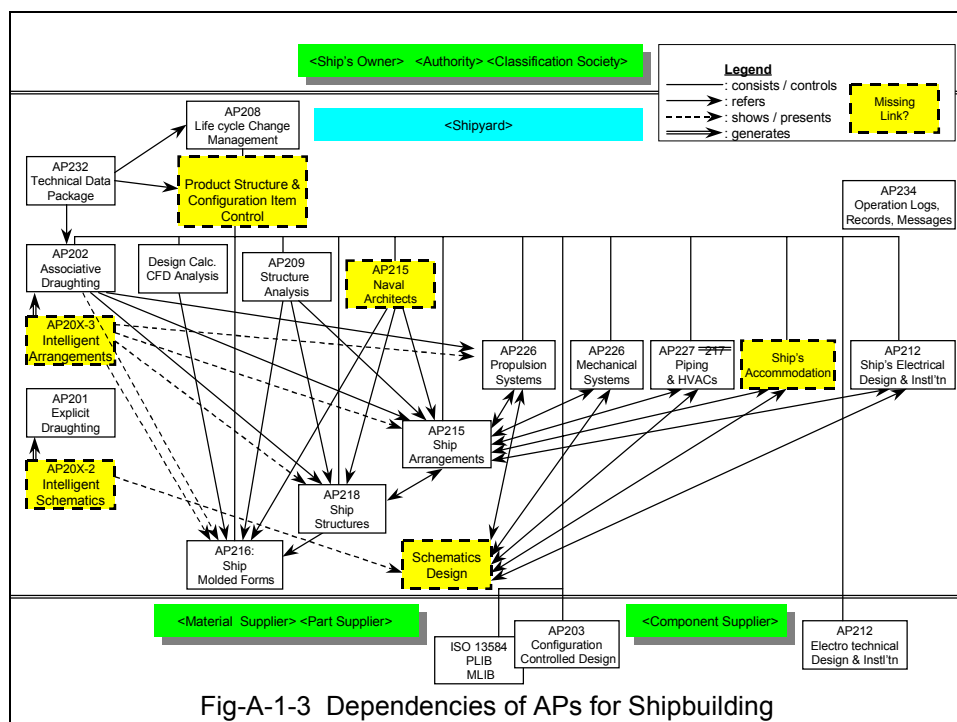 <Ship's Owner> <Authority> <Classification Society>
Legend
: consists / controls
: refers
: shows / presents
: generates
Missing
Link?
<Shipyard>
AP208
Life cycle Change
Management
AP232
Technical Data
Package
Product Structure &
Configuration Item
Control
AP234
Operation Logs,
Records, Messages
AP202
Associative
Draughting
Design Calc.
CFD Analysis
AP209
Structure
Analysis
AP215
Naval
Architects
AP20X-3
Intelligent
Arrangements
AP226
Propulsion
Systems
AP226
Mechanical
Systems
AP227 217
Piping
& HVACs
Ship's
Accommodation
AP212
Ship's Electrical
Design & Instl'tn
AP201
Explicit
Draughting
AP215
Ship
Arrangements
AP20X-2
Intelligent
Schematics
AP218
Ship
Structures
AP216:
Ship
Molded Forms
Schematics
Design
<Material Supplier> <Part Supplier>
<Component Supplier>
ISO 13584
PLIB
MLIB
AP203
Configuration
Controlled Design
AP212
Electro technical
Design & Instl'tn
Fig-A-1-3 Dependencies of APs for Shipbuilding